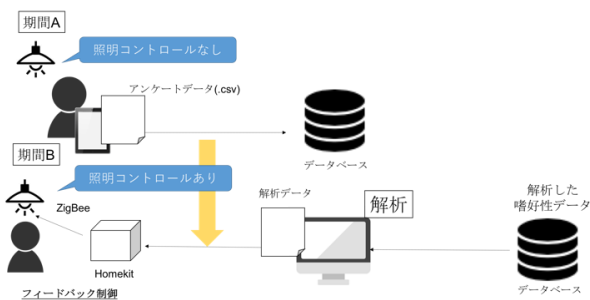 期間A
照明コントロールなし
アンケートデータ(.csv)
データベース
期間B
照明コントロールあり
ZigBee
Homekit
フィードバック制御
解析データ
解析
解析した
嗜好性データ
データベース